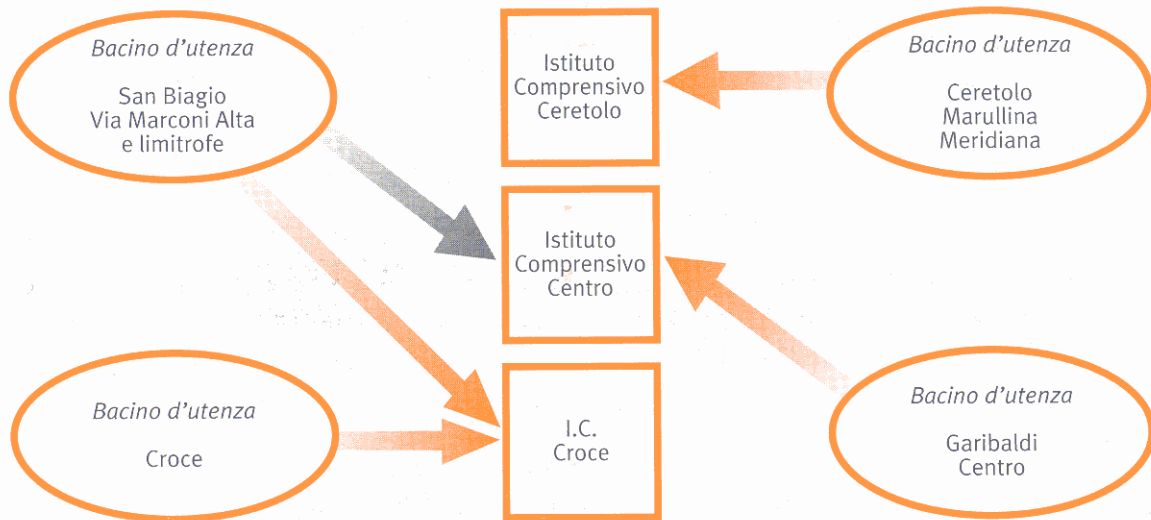 Bacino d'utenza
San Biagio
Via Marconi Alta
e limitrofe
Istituto
Comprensivo
Ceretolo
Bacino d'utenza
Ceretolo
Marullina
Meridiana
Istituto
Comprensivo
Centro
Bacino d'utenza
Croce
I.C.
Croce
Bacino d'utenza
Garibaldi
Centro